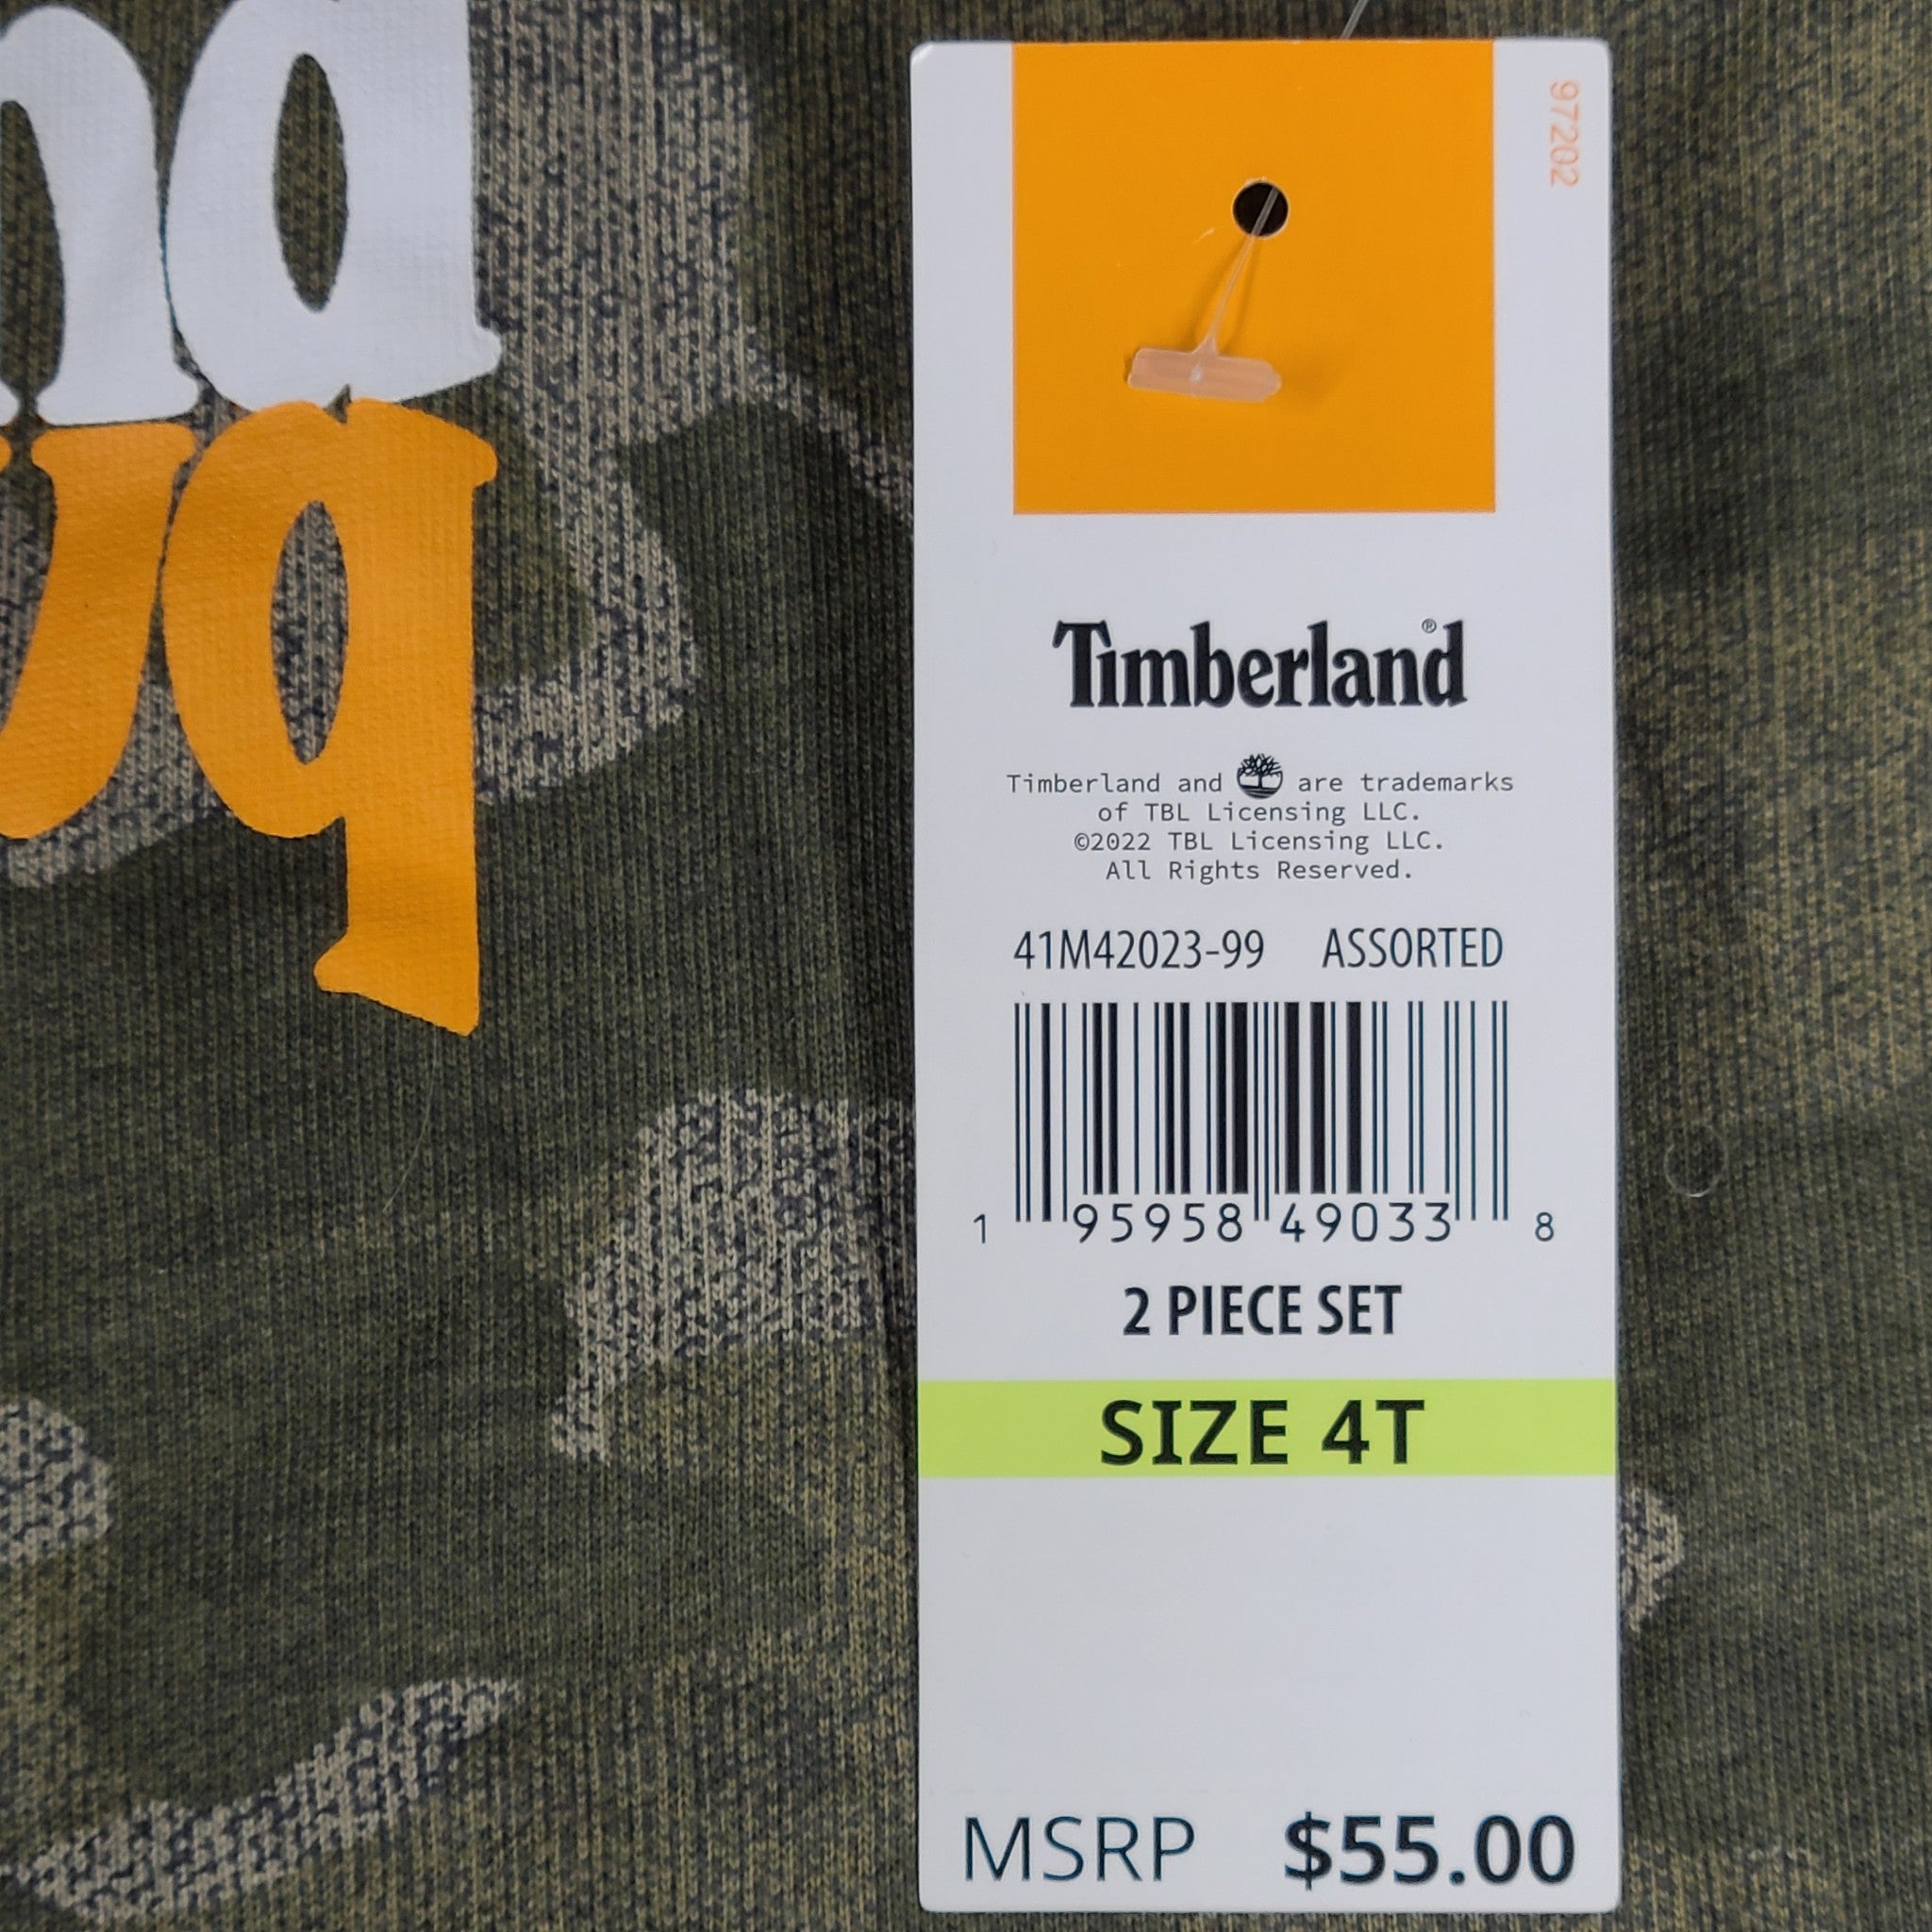 nd
97202
Timberland®
Timberland and are trademarks
of TBL Licensing LLC.
©2022 TBL Licensing LLC.
All Rights Reserved.
41M42023-99 ASSORTED
1 95958 49033 8
2 PIECE SET
SIZE 4T
MSRP $55.00